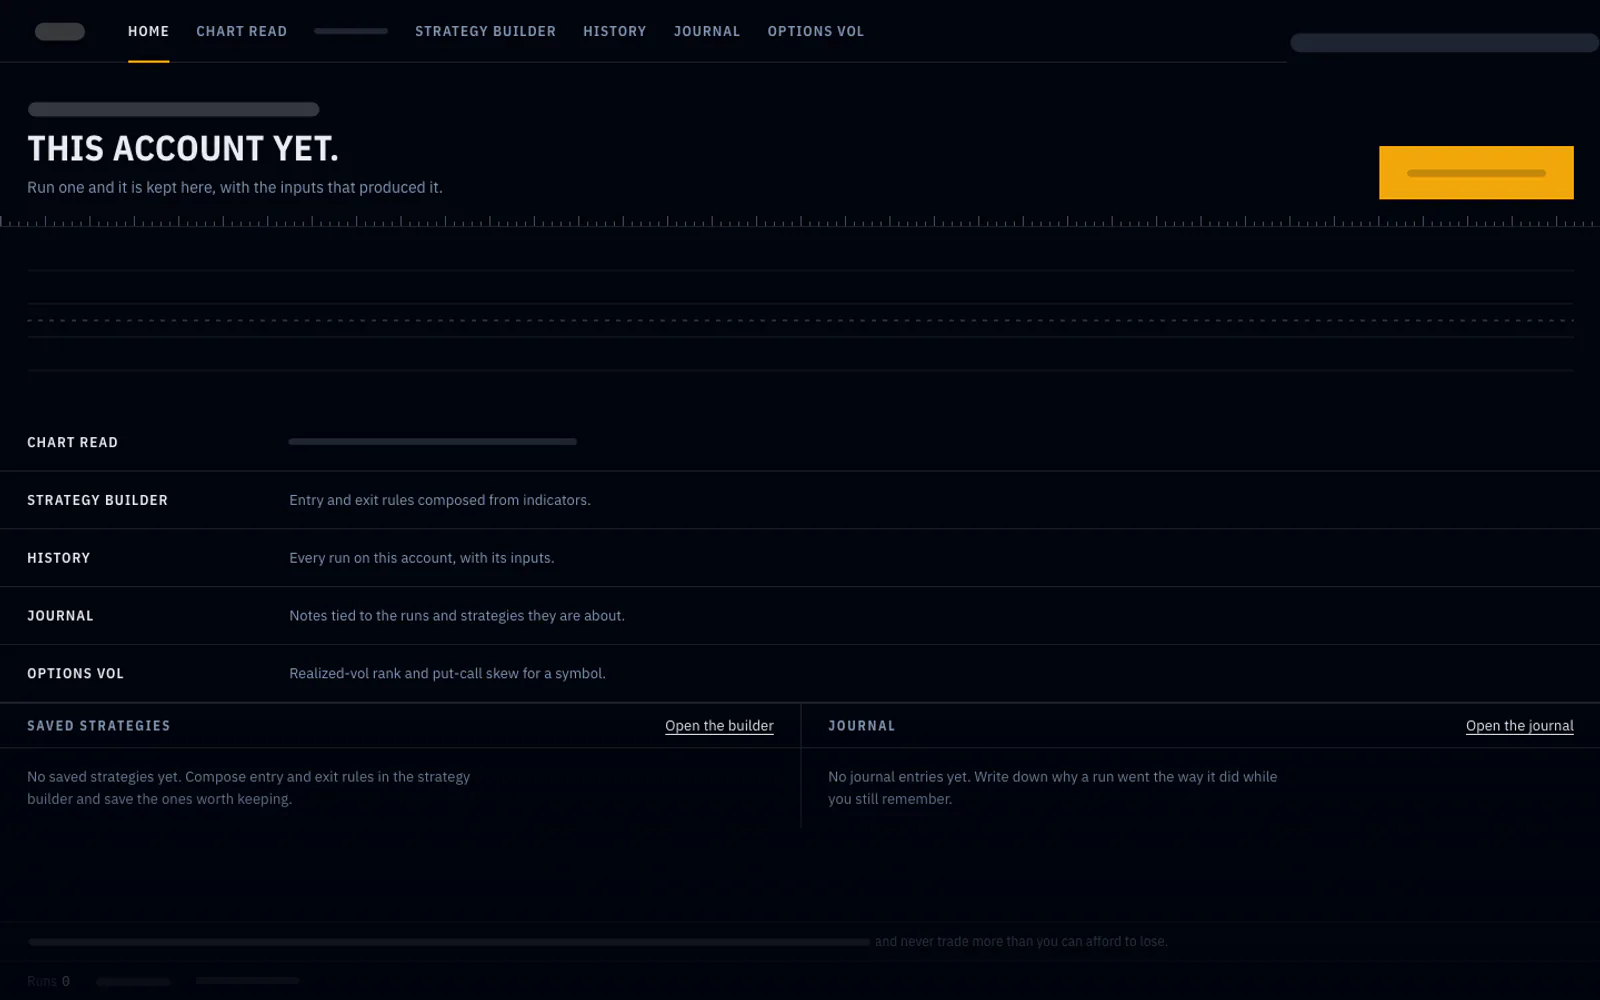 HOME CHART READ STRATEGY BUILDER HISTORY JOURNAL OPTIONS VOL
THIS ACCOUNT YET.
Run one and it is kept here, with the inputs that produced it.
CHART READ
STRATEGY BUILDER Entry and exit rules composed from indicators.
HISTORY Every run on this account, with its inputs.
JOURNAL Notes tied to the runs and strategies they are about.
OPTIONS VOL Realized-vol rank and put-call skew for a symbol.
SAVED STRATEGIES Open the builder
No saved strategies yet. Compose entry and exit rules in the strategy
builder and save the ones worth keeping.
JOURNAL Open the journal
No journal entries yet. Write down why a run went the way it did while
you still remember.
and never trade more than you can afford to lose.
Runs 0